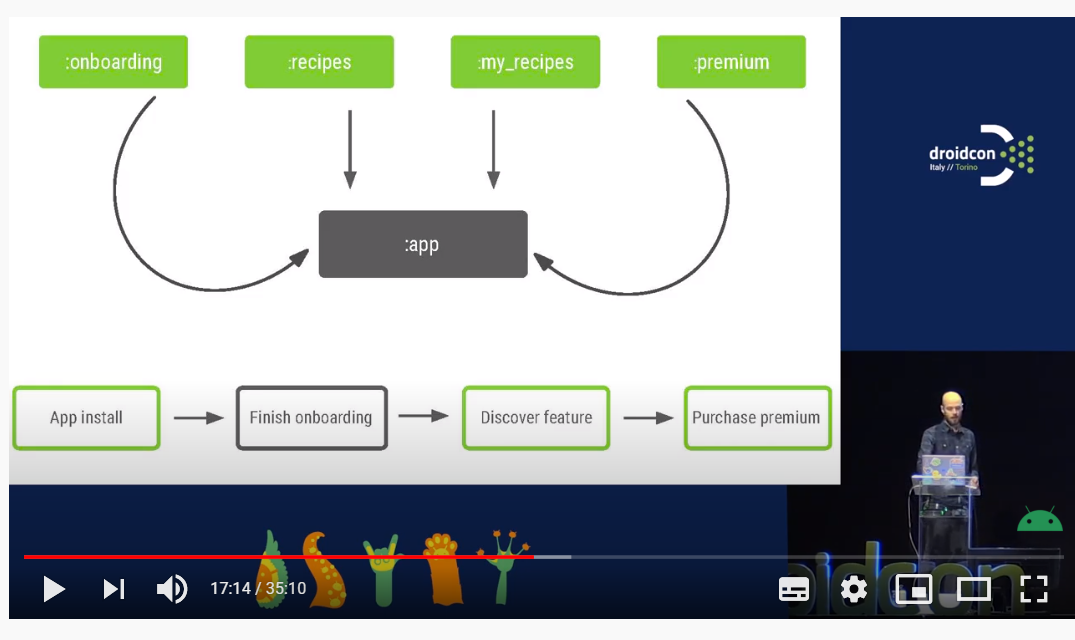 :onboarding
:recipes
:my_recipes
:premium
:app
App install
Finish onboarding
Discover feature
Purchase premium
droidcon
Italy // Torino
17:14 / 35:10
oidcon